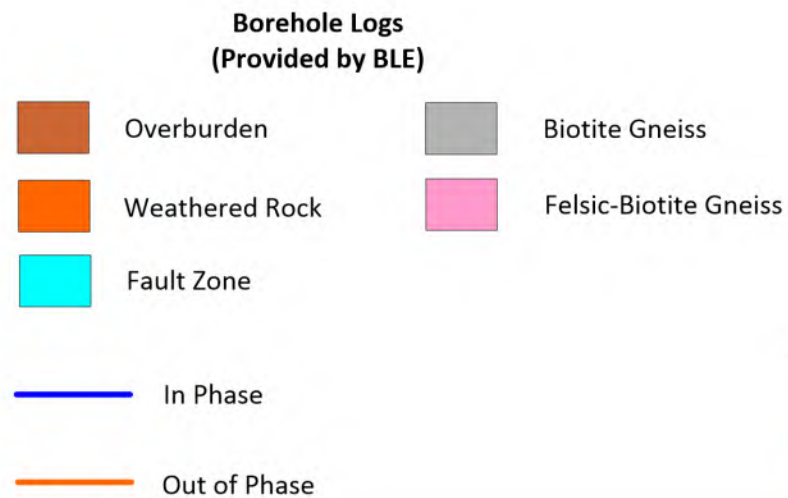 Borehole Logs
(Provided by BLE)
Overburden
Biotite Gneiss
Weathered Rock
Felsic-Biotite Gneiss
Fault Zone
In Phase
Out of Phase